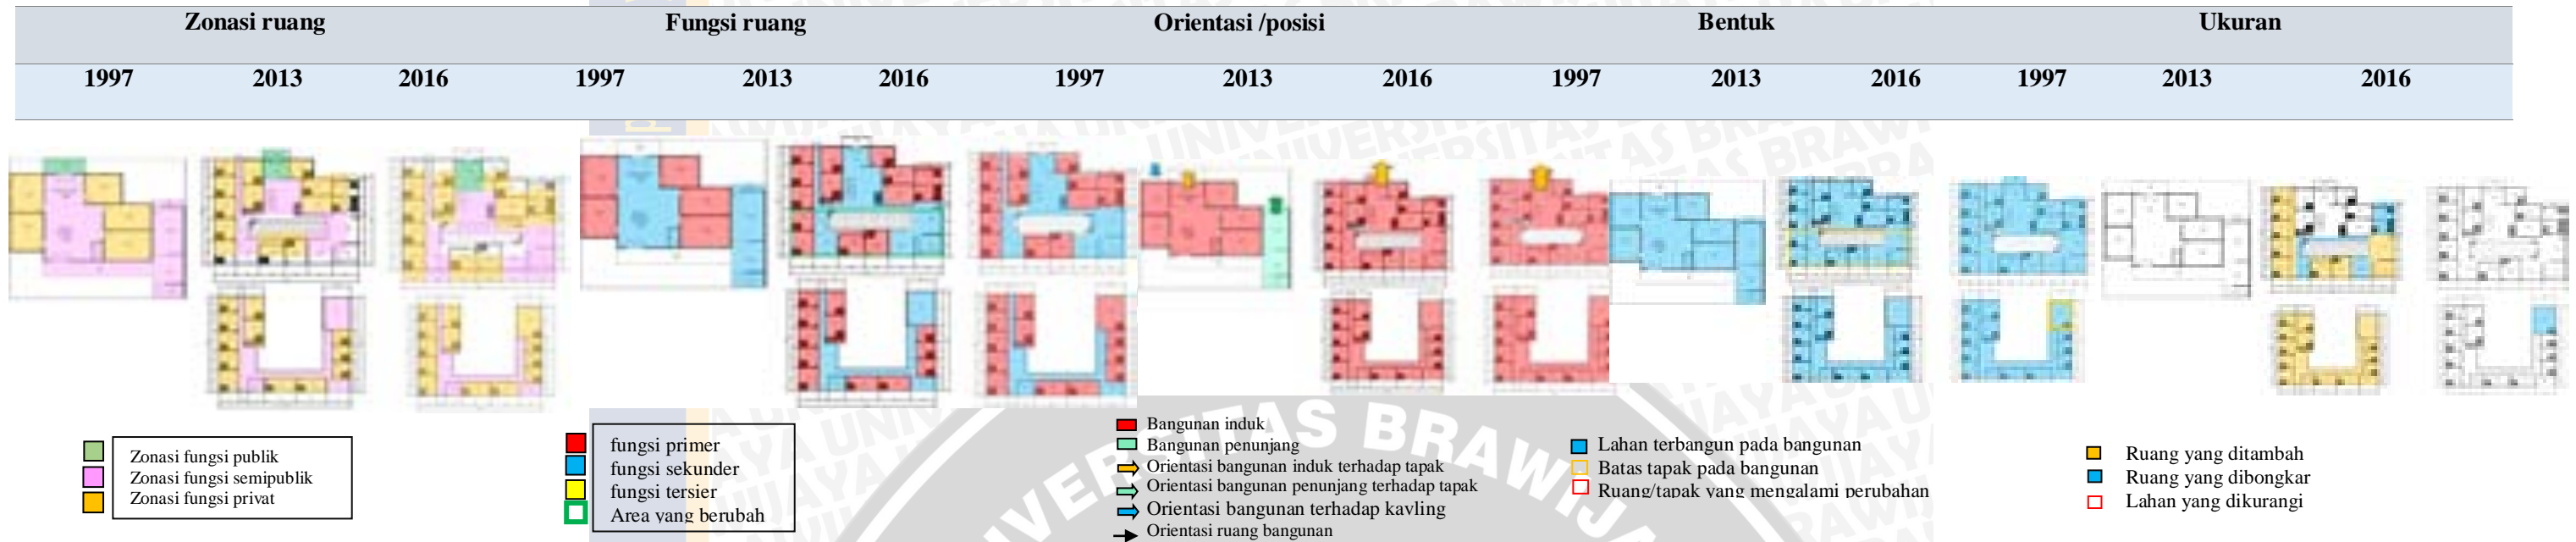 Zonasi ruang Fungsi ruang Orientasi /posisi Bentuk Ukuran
1997 2013 2016 1997 2013 2016 1997 2013 2016 1997 2013 2016 1997 2013 2016
Zonasi fungsi publik
Zonasi fungsi semipublik
Zonasi fungsi privat
fungsi primer
fungsi sekunder
fungsi tersier
Area yang berubah
Bangunan induk
Bangunan penunjang
Orientasi bangunan induk terhadap tapak
Orientasi bangunan penunjang terhadap tapak
Orientasi bangunan terhadap kavling
Orientasi ruang bangunan
Lahan terbangun pada bangunan
Batas tapak pada bangunan
Ruang/tapak yang mengalami perubahan
Ruang yang ditambah
Ruang yang dibongkar
Lahan yang dikurangi
VERSITAS BRAWIJA